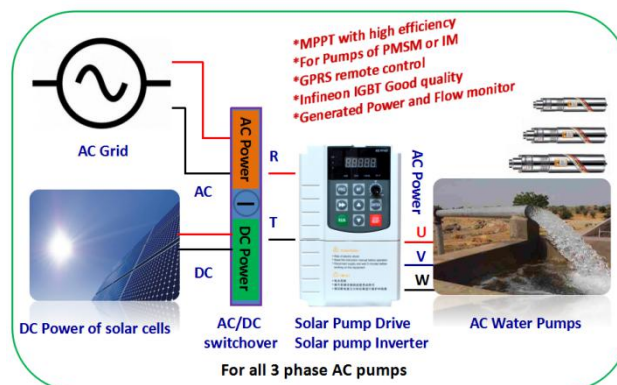 *MPPT with high efficiency
*For Pumps of PMSM or IM
*GPRS remote control
*Infineon IGBT Good quality
*Generated Power and Flow monitor
AC Grid
AC
AC Power
R
DC Power
T
DC
AC Power
U
V
W
DC Power of solar cells
AC/DC
switchover
Solar Pump Drive
Solar pump Inverter
AC Water Pumps
For all 3 phase AC pumps